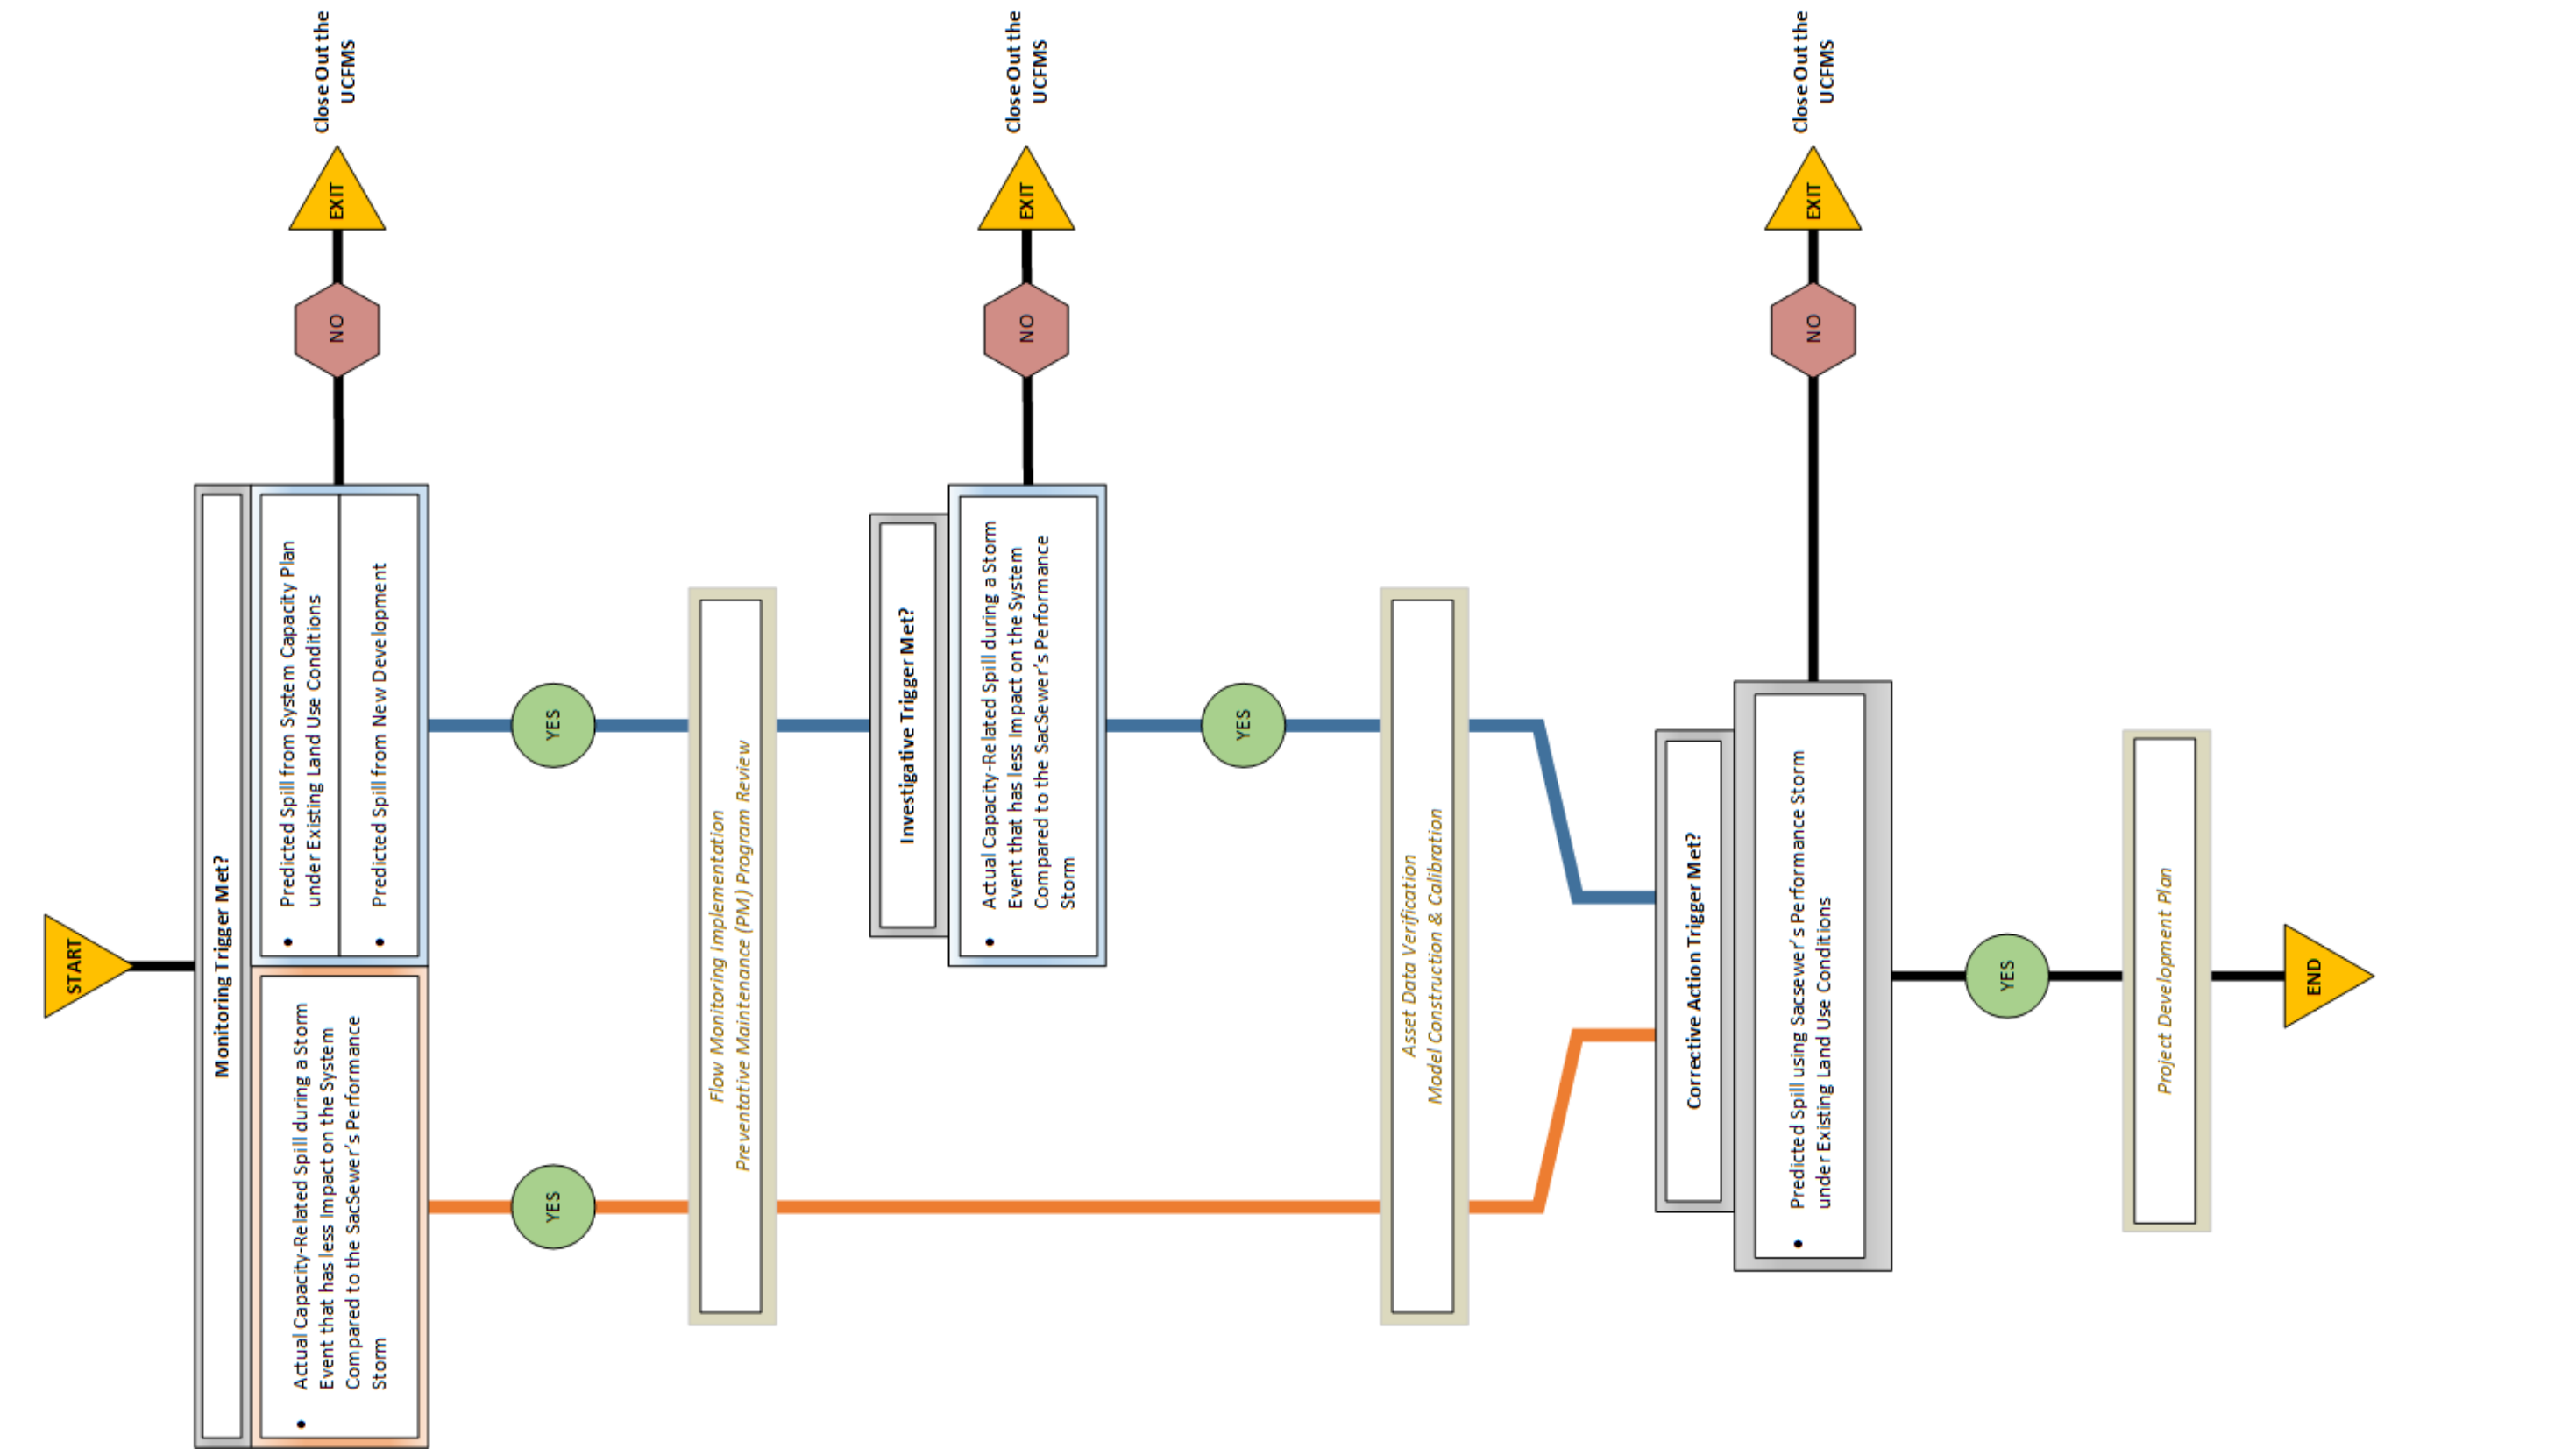 START
Monitoring Trigger Met?
• Actual Capacity-Related Spill during a Storm
Event that has less Impact on the System
Compared to the SacSewer's Performance
Storm
• Predicted Spill from System Capacity Plan
under Existing Land Use Conditions
• Predicted Spill from New Development
NO
EXIT
Close Out the
UCFMS
YES
YES
Flow Monitoring Implementation
Preventative Maintenance (PM) Program Review
Investigative Trigger Met?
• Actual Capacity-Related Spill during a Storm
Event that has less Impact on the System
Compared to the SacSewer's Performance
Storm
NO
EXIT
Close Out the
UCFMS
YES
Asset Data Verification
Model Construction & Calibration
Corrective Action Trigger Met?
• Predicted Spill using Sacsewer's Performance Storm
under Existing Land Use Conditions
NO
EXIT
Close Out the
UCFMS
YES
Project Development Plan
END